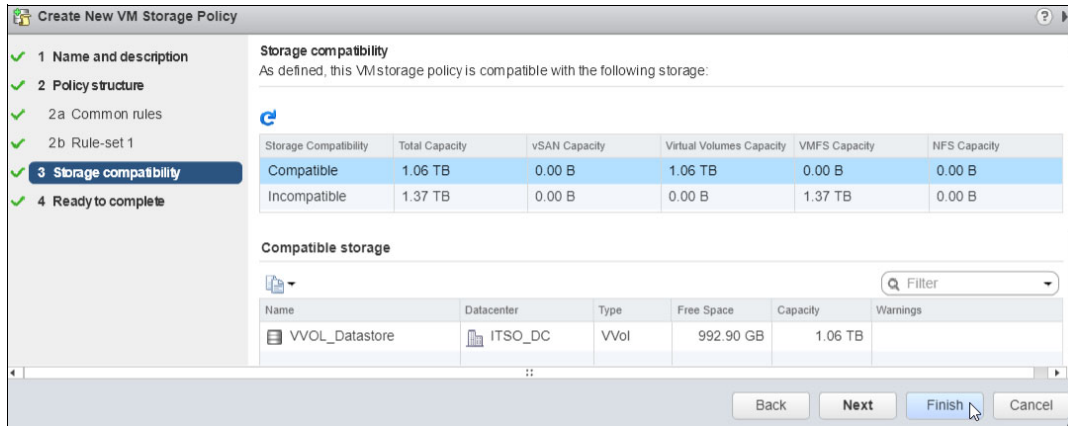 Create New VM Storage Policy
1 Name and description
2 Policy structure
2a Common rules
2b Rule-set 1
3 Storage compatibility
4 Ready to complete
Storage compatibility
As defined, this VM storage policy is compatible with the following storage:
Storage Compatibility Total Capacity vSAN Capacity Virtual Volumes Capacity VMFS Capacity NFS Capacity
Compatible 1.06 TB 0.00 B 1.06 TB 0.00 B 0.00 B
Incompatible 1.37 TB 0.00 B 0.00 B 1.37 TB 0.00 B
Compatible storage
Filter
Name Datacenter Type Free Space Capacity Warnings
VVOL_Datastore ITSO_DC VVol 992.90 GB 1.06 TB
Back Next Finish Cancel